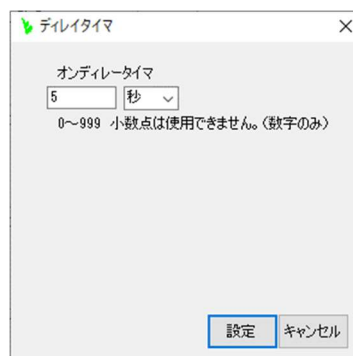 ディレイタイマ
オンディレータイマ
5 秒
0～999 小数点は使用できません。(数字のみ)
設定 キャンセル